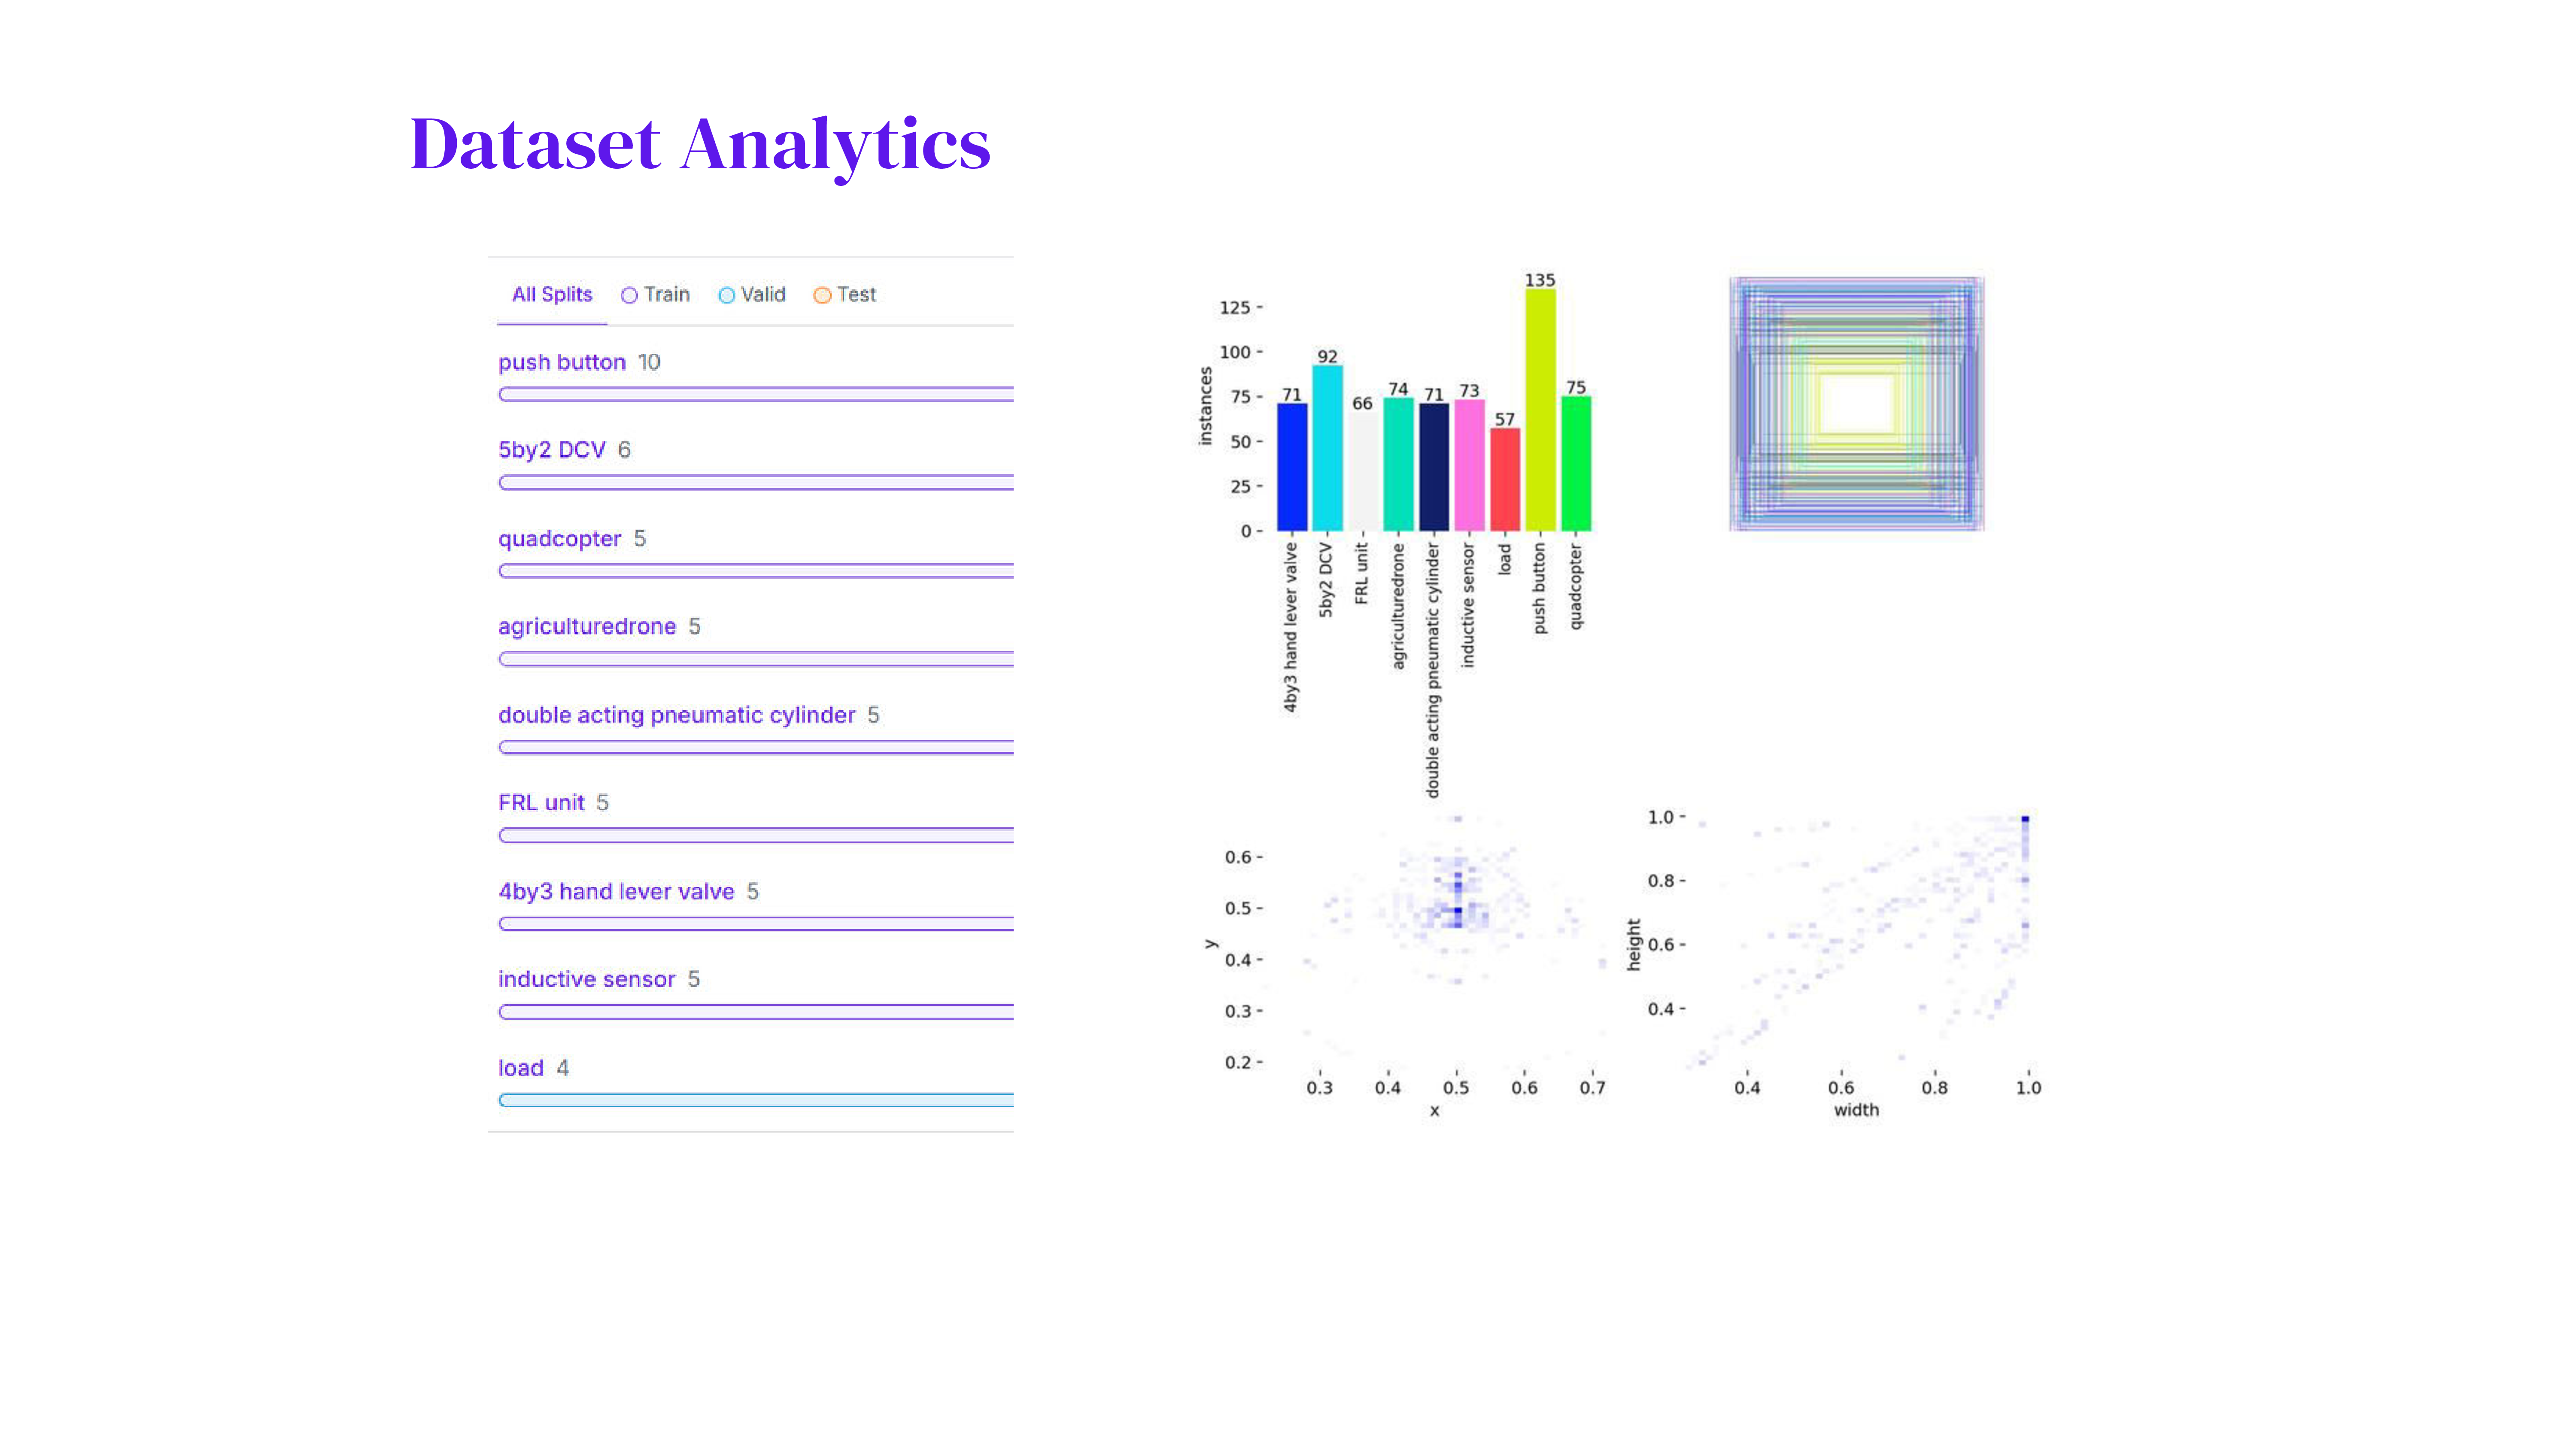 Dataset Analytics
All Splits Train Valid Test
push button 10
5by2 DCV 6
quadcopter 5
agriculturedrone 5
double acting pneumatic cylinder 5
FRL unit 5
4by3 hand lever valve 5
inductive sensor 5
load 4
instances
125
100
75
50
25
0
71
92
66
74
71
73
57
135
75
4by3 hand lever valve
5by2 DCV
FRL unit
agriculturedrone
double acting pneumatic cylinder
inductive sensor
load
push button
quadcopter
y
0.6
0.5
0.4
0.3
0.2
0.3 0.4 0.5 0.6 0.7
x
height
1.0
0.8
0.6
0.4
0.4 0.6 0.8 1.0
width